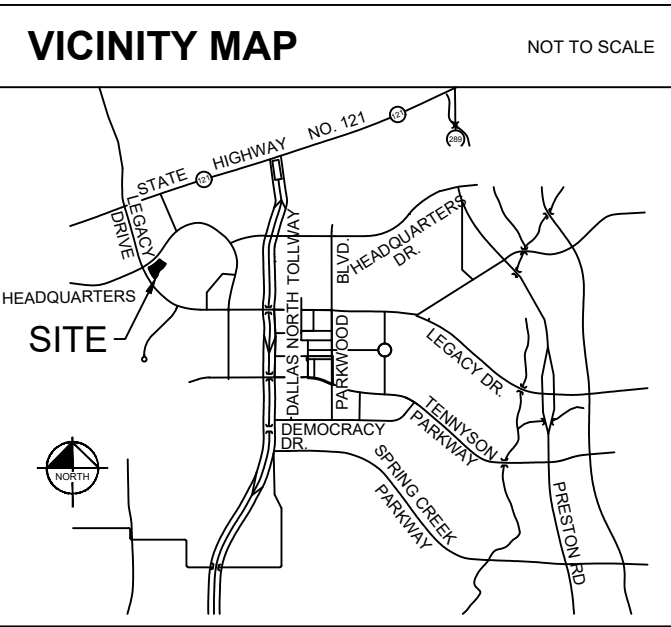 VICINITY MAP
NOT TO SCALE
STATE HIGHWAY NO. 121
121
121
289
LEGACY
DRIVE
HEADQUARTERS
SITE
DALLAS NORTH TOLLWAY
PARKWOOD BLVD.
HEADQUARTERS
DR.
LEGACY DR.
TENNYSON
PARKWAY
DEMOCRACY
DR.
SPRING CREEK
PARKWAY
PRESTON RD
NORTH